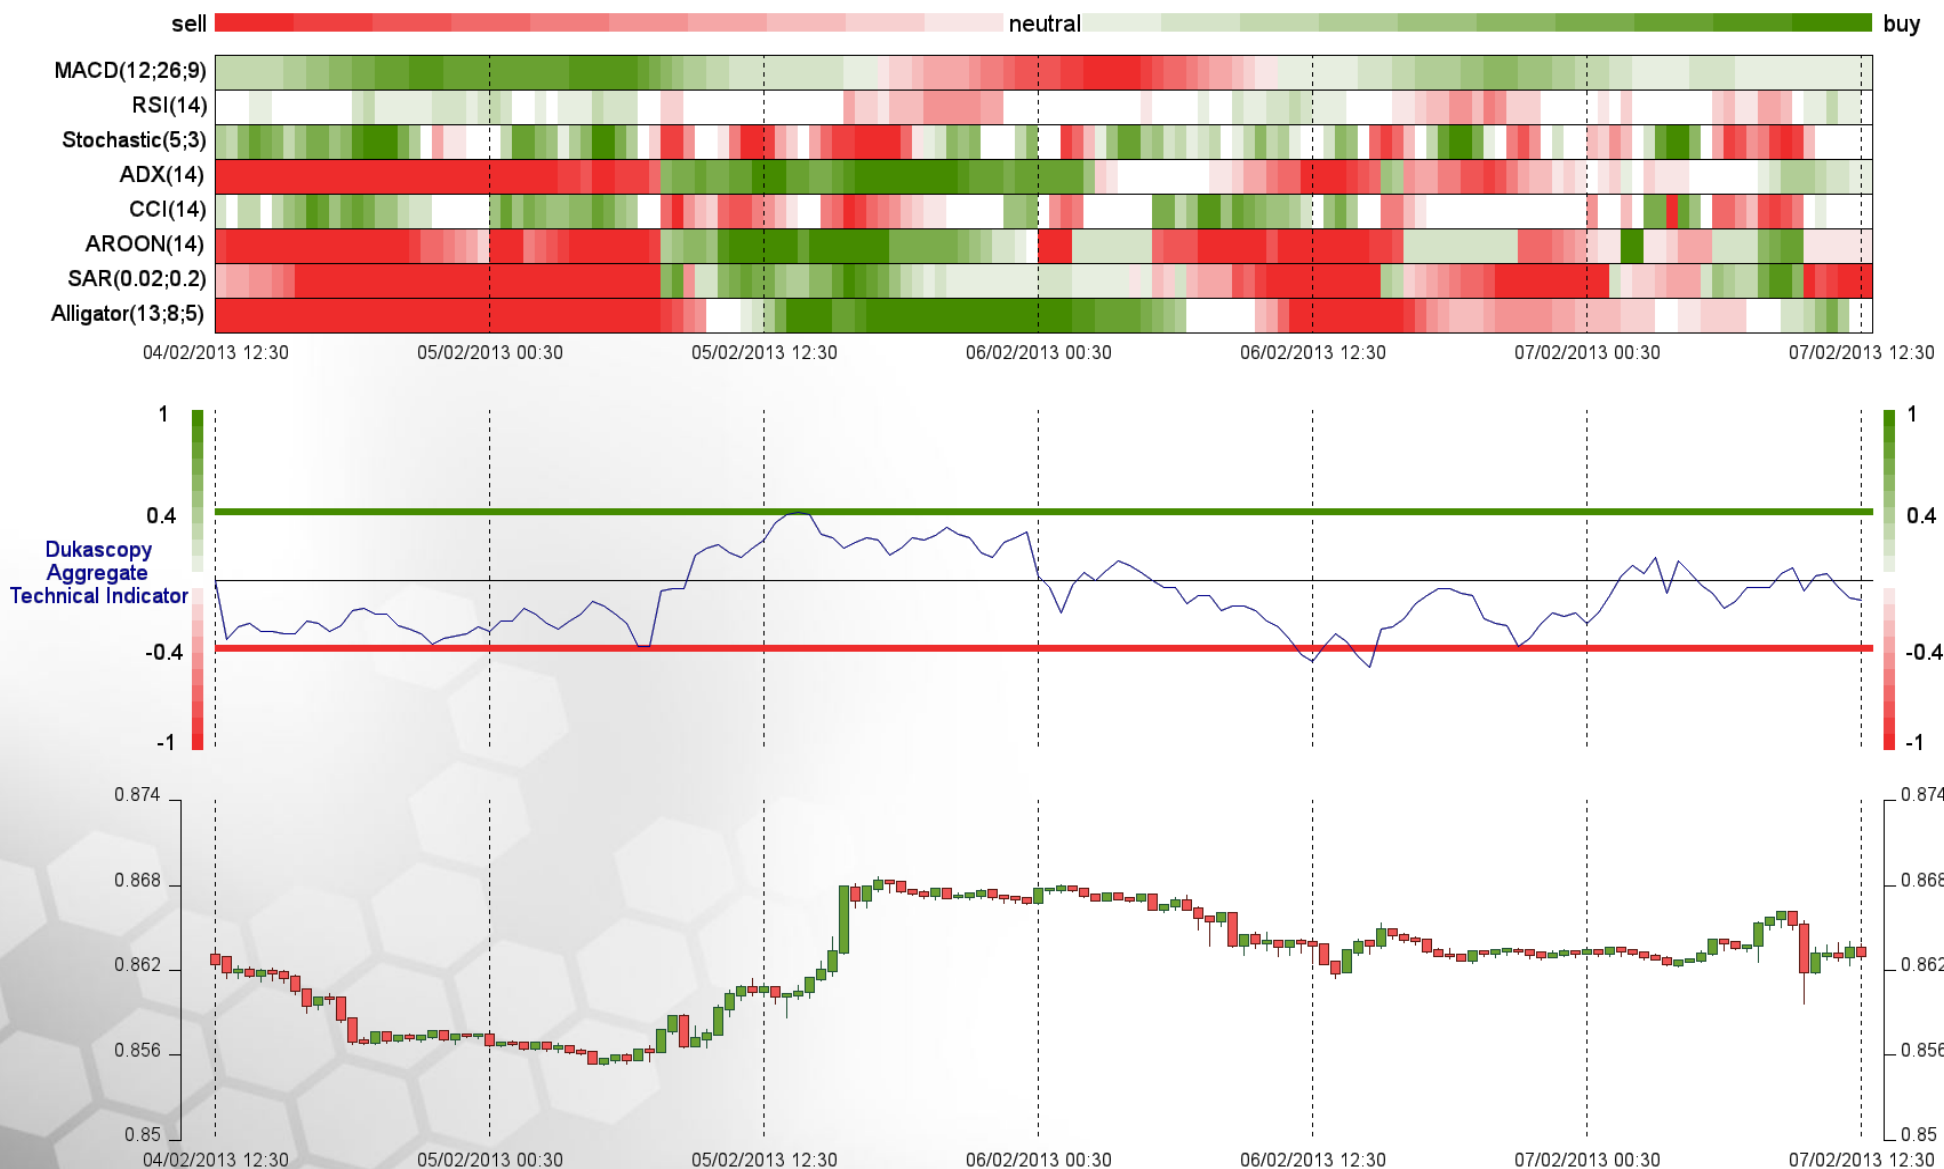 sell neutral buy
MACD(12;26;9)
RSI(14)
Stochastic(5;3)
ADX(14)
CCI(14)
AROON(14)
SAR(0.02;0.2)
Alligator(13;8;5)
04/02/2013 12:30 05/02/2013 00:30 05/02/2013 12:30 06/02/2013 00:30 06/02/2013 12:30 07/02/2013 00:30 07/02/2013 12:30
1 1
0.4 0.4
Dukascopy
Aggregate
Technical Indicator
-0.4 -0.4
-1 -1
0.874 0.874
0.868 0.868
0.862 0.862
0.856 0.856
0.85 0.85
04/02/2013 12:30 05/02/2013 00:30 05/02/2013 12:30 06/02/2013 00:30 06/02/2013 12:30 07/02/2013 00:30 07/02/2013 12:30